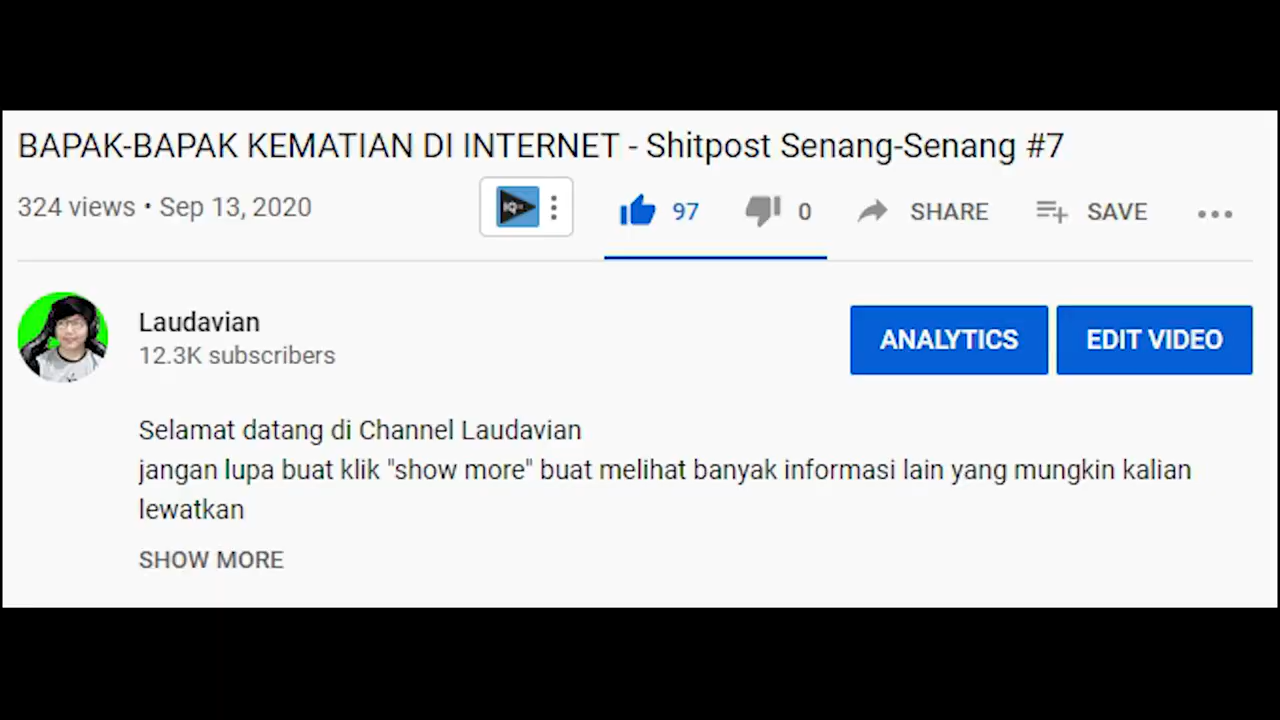 BAPAK-BAPAK KEMATIAN DI INTERNET - Shitpost Senang-Senang #7
324 views • Sep 13, 2020
IQ
97
0
SHARE
SAVE
Laudavian
12.3K subscribers
ANALYTICS
EDIT VIDEO
Selamat datang di Channel Laudavian
jangan lupa buat klik "show more" buat melihat banyak informasi lain yang mungkin kalian
lewatkan
SHOW MORE